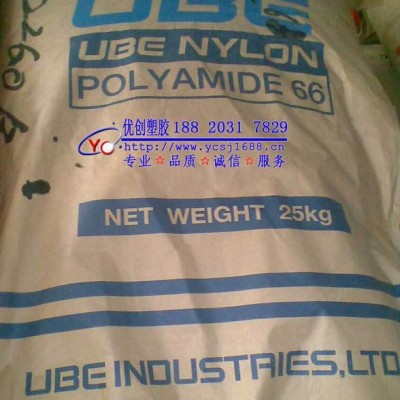 UBE
UBE NYLON
POLYAMIDE 66
YC 优创塑胶 188 2031 7829
http://www.ycsj1688.cn
专业☆品质☆诚信☆服务
NET WEIGHT 25kg
UBE INDUSTRIES,LTD